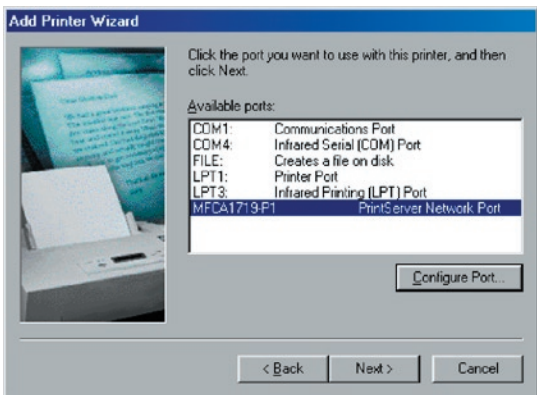 Add Printer Wizard
Click the port you want to use with this printer, and then
click Next.
Available ports:
COM1: Communications Port
COM4: Infrared Serial (COM) Port
FILE: Creates a file on disk
LPT1: Printer Port
LPT3: Infrared Printing (LPT) Port
MFCA1719-P1 PrintServer Network Port
Configure Port...
< Back Next > Cancel